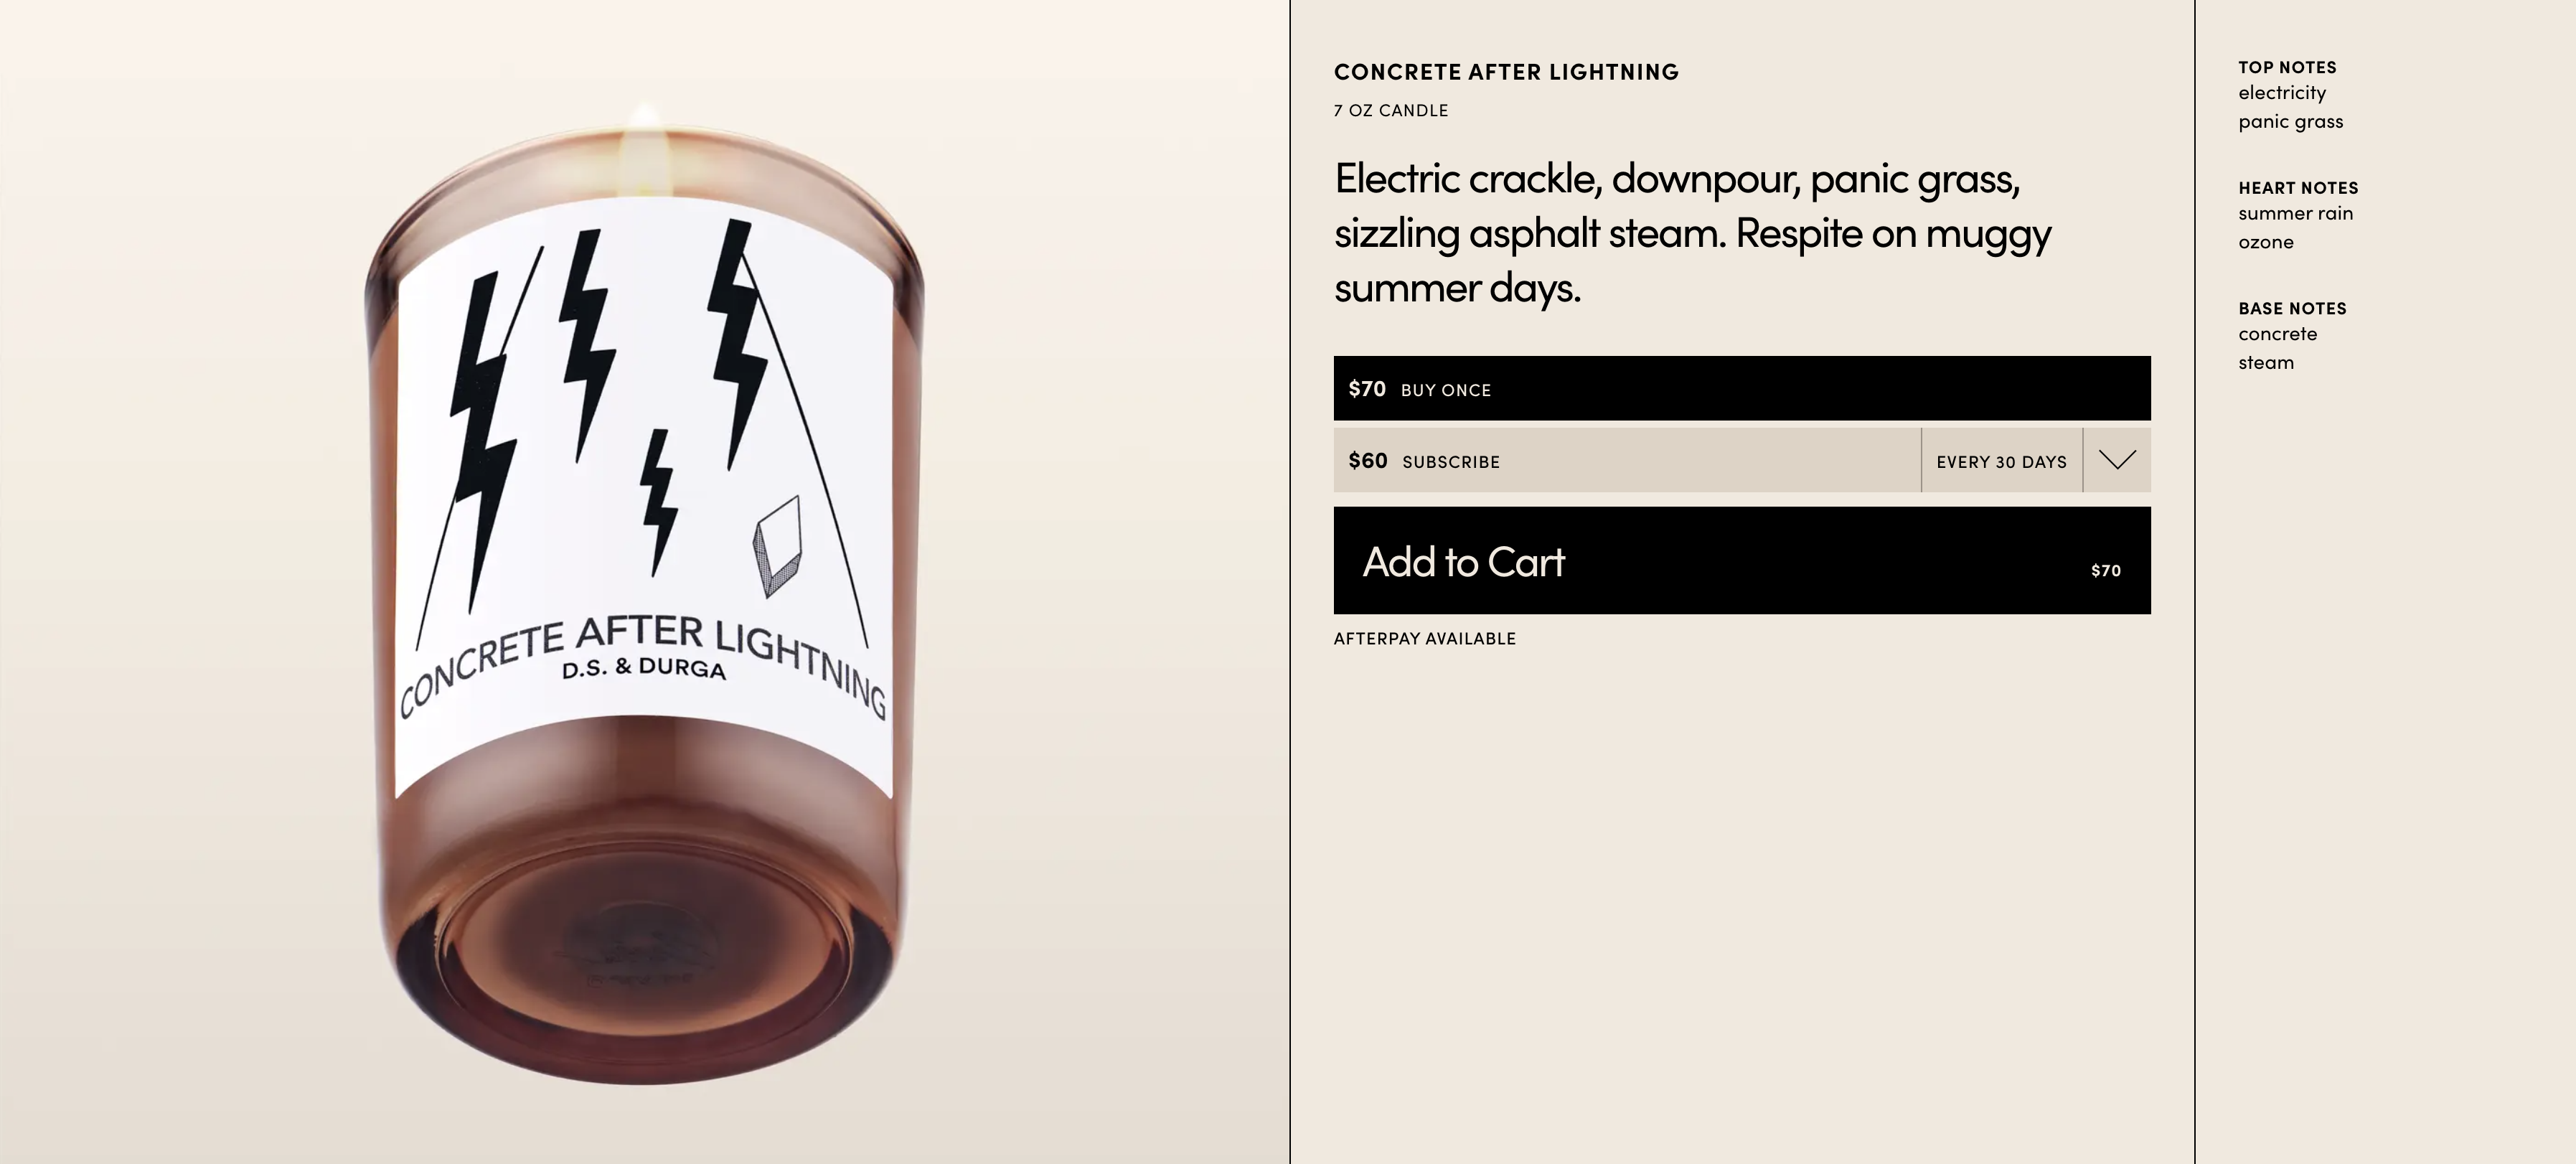 CONCRETE AFTER LIGHTNING
D.S. & DURGA
CONCRETE AFTER LIGHTNING
7 OZ CANDLE
Electric crackle, downpour, panic grass,
sizzling asphalt steam. Respite on muggy
summer days.
$70 BUY ONCE
$60 SUBSCRIBE EVERY 30 DAYS
Add to Cart $70
AFTERPAY AVAILABLE
TOP NOTES
electricity
panic grass
HEART NOTES
summer rain
ozone
BASE NOTES
concrete
steam